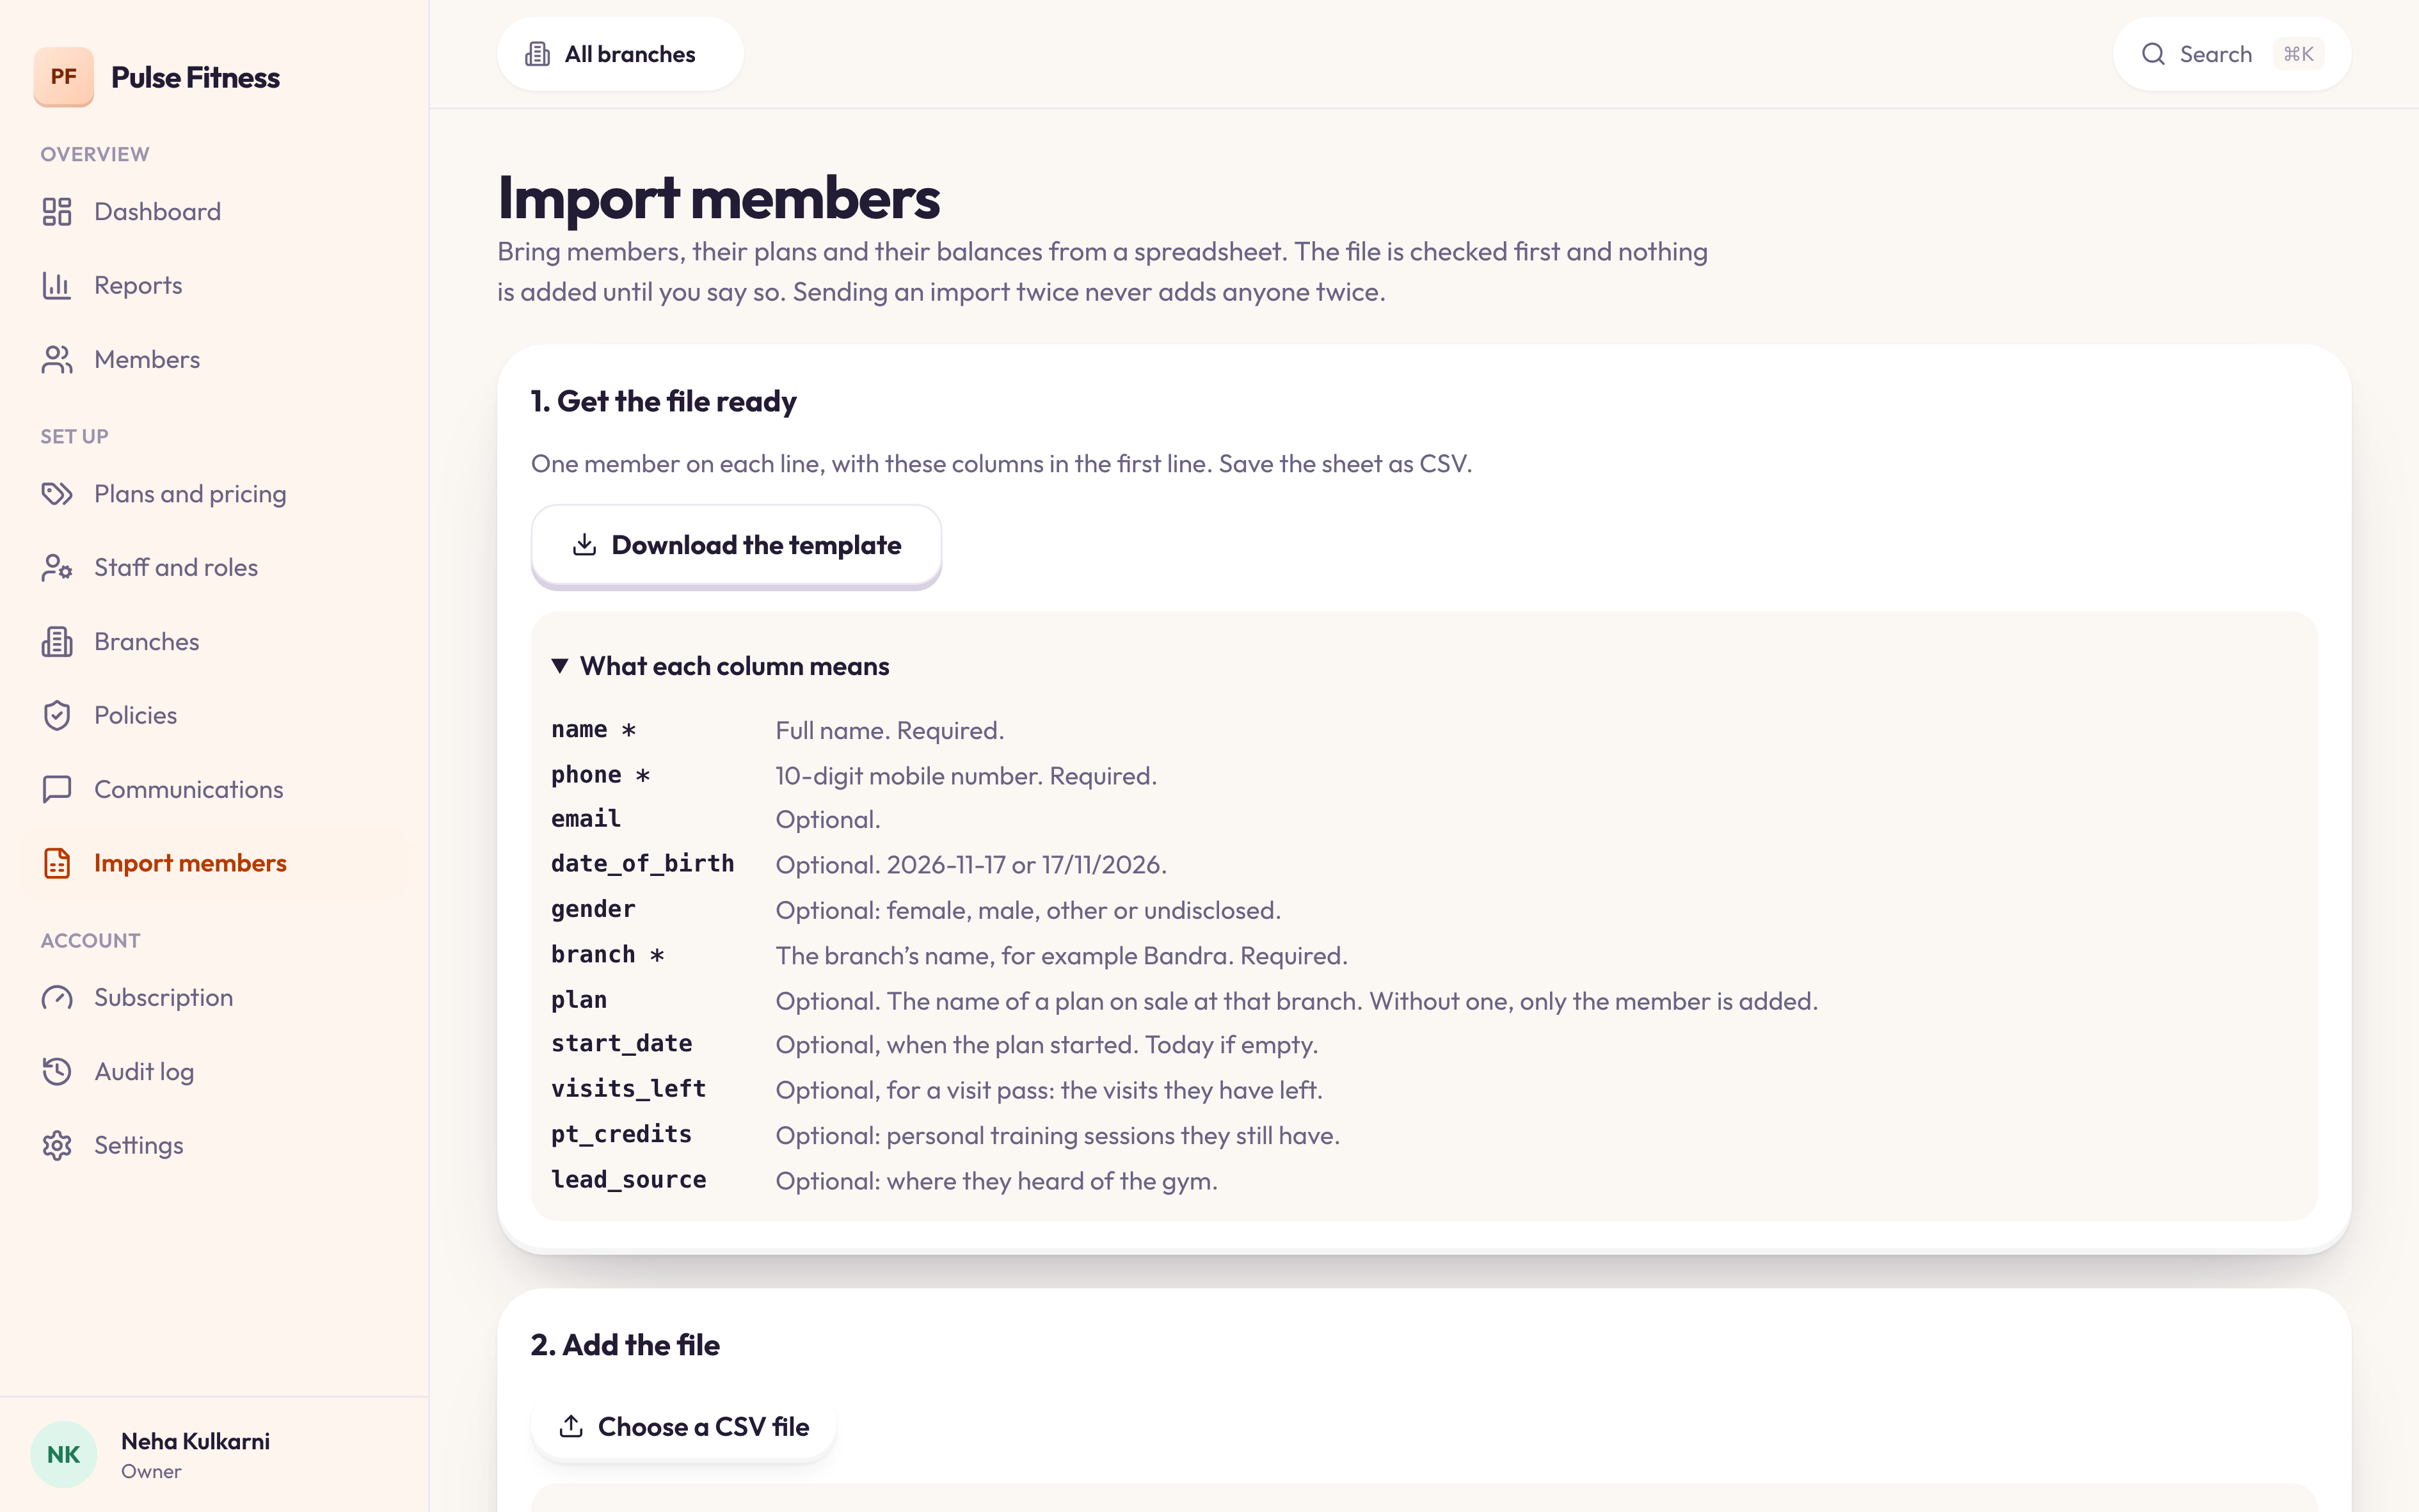 PF
Pulse Fitness
OVERVIEW
Dashboard
Reports
Members
SET UP
Plans and pricing
Staff and roles
Branches
Policies
Communications
Import members
ACCOUNT
Subscription
Audit log
Settings
NK
Neha Kulkarni
Owner
All branches
Search ⌘K
Import members
Bring members, their plans and their balances from a spreadsheet. The file is checked first and nothing
is added until you say so. Sending an import twice never adds anyone twice.
1. Get the file ready
One member on each line, with these columns in the first line. Save the sheet as CSV.
Download the template
▼ What each column means
name * Full name. Required.
phone * 10-digit mobile number. Required.
email Optional.
date_of_birth Optional. 2026-11-17 or 17/11/2026.
gender Optional: female, male, other or undisclosed.
branch * The branch’s name, for example Bandra. Required.
plan Optional. The name of a plan on sale at that branch. Without one, only the member is added.
start_date Optional, when the plan started. Today if empty.
visits_left Optional, for a visit pass: the visits they have left.
pt_credits Optional: personal training sessions they still have.
lead_source Optional: where they heard of the gym.
2. Add the file
Choose a CSV file